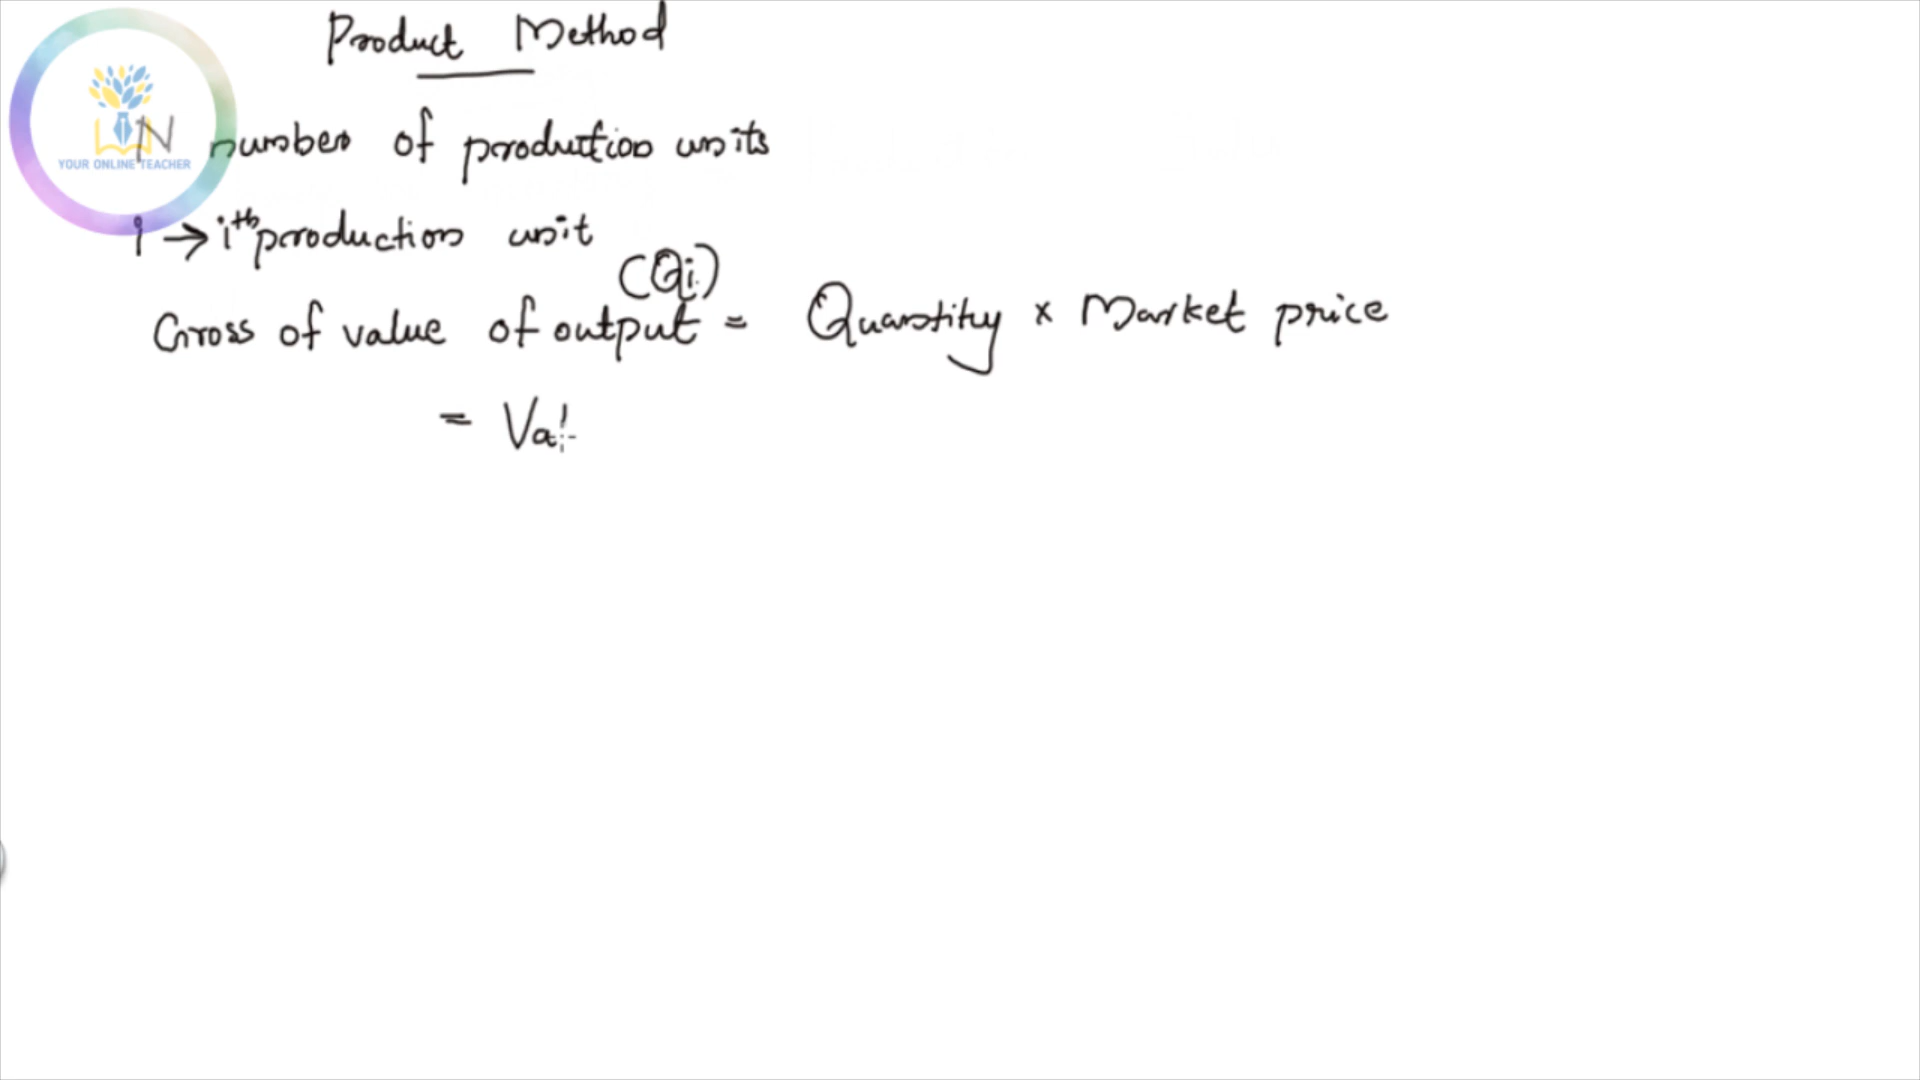 Product Method
YOUR ONLINE TEACHER
N number of production units
i → ith production unit
(Qi)
Gross of value of output = Quantity × Market price
= Val